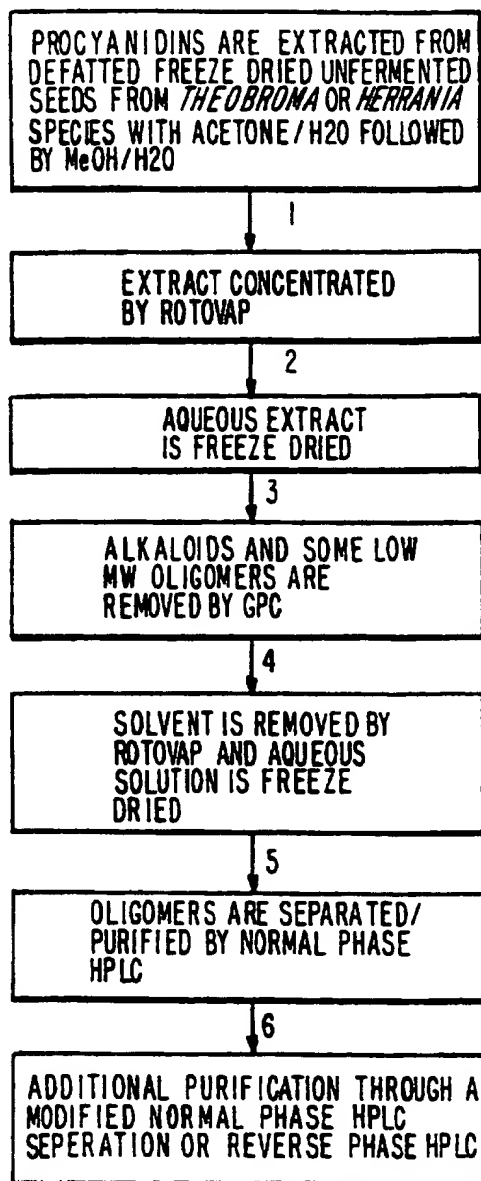 PROCYANIDINS ARE EXTRACTED FROM
DEFATTED FREEZE DRIED UNFERMENTED
SEEDS FROM THEOBROMA OR HERRANIA
SPECIES WITH ACETONE/H2O FOLLOWED
BY MeOH/H2O
1
EXTRACT CONCENTRATED
BY ROTOVAP
2
AQUEOUS EXTRACT
IS FREEZE DRIED
3
ALKALOIDS AND SOME LOW
MW OLIGOMERS ARE
REMOVED BY GPC
4
SOLVENT IS REMOVED BY
ROTOVAP AND AQUEOUS
SOLUTION IS FREEZE
DRIED
5
OLIGOMERS ARE SEPARATED/
PURIFIED BY NORMAL PHASE
HPLC
6
ADDITIONAL PURIFICATION THROUGH A
MODIFIED NORMAL PHASE HPLC
SEPERATION OR REVERSE PHASE HPLC